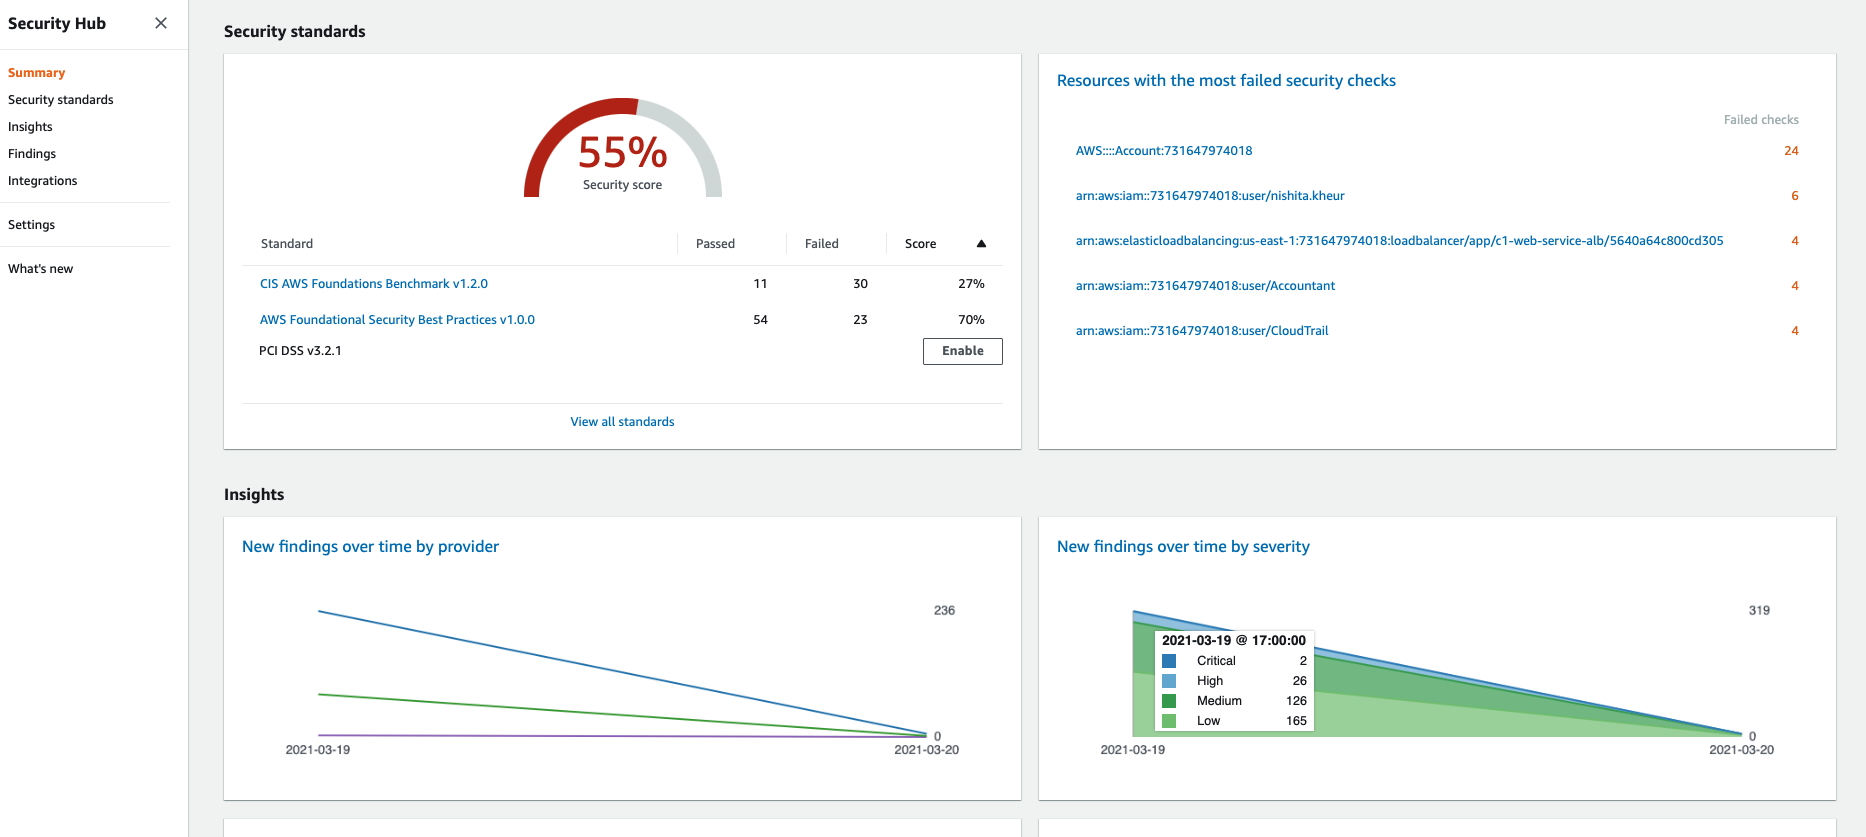 Security Hub
Summary
Security standards
Insights
Findings
Integrations
Settings
What's new
Security standards
55%
Security score
Standard Passed Failed Score ▲
CIS AWS Foundations Benchmark v1.2.0 11 30 27%
AWS Foundational Security Best Practices v1.0.0 54 23 70%
PCI DSS v3.2.1 Enable
View all standards
Resources with the most failed security checks
Failed checks
AWS::::Account:731647974018 24
arn:aws:iam::731647974018:user/nishita.kheur 6
arn:aws:elasticloadbalancing:us-east-1:731647974018:loadbalancer/app/c1-web-service-alb/5640a64c800cd305 4
arn:aws:iam::731647974018:user/Accountant 4
arn:aws:iam::731647974018:user/CloudTrail 4
Insights
New findings over time by provider
236
0
2021-03-19 2021-03-20
New findings over time by severity
319
2021-03-19 @ 17:00:00
Critical 2
High 26
Medium 126
Low 165
0
2021-03-19 2021-03-20